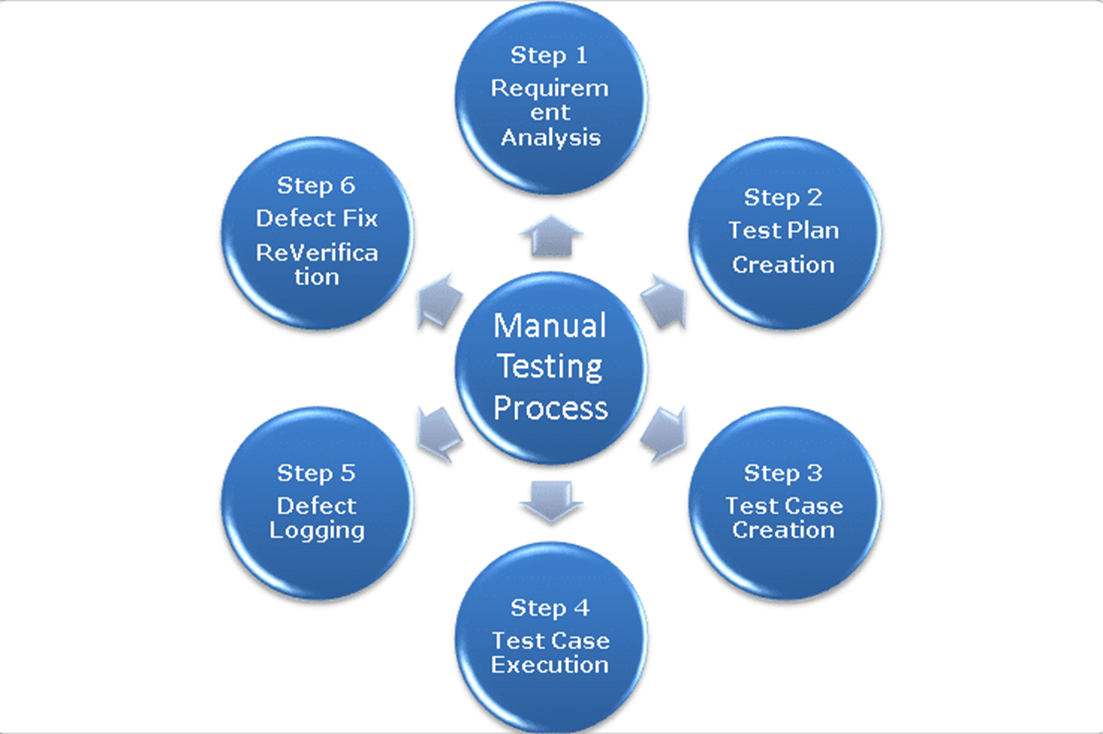 Step 1
Requirem
ent
Analysis
Step 2
Test Plan
Creation
Step 3
Test Case
Creation
Step 4
Test Case
Execution
Step 5
Defect
Logging
Step 6
Defect Fix
ReVerifica
tion
Manual
Testing
Process